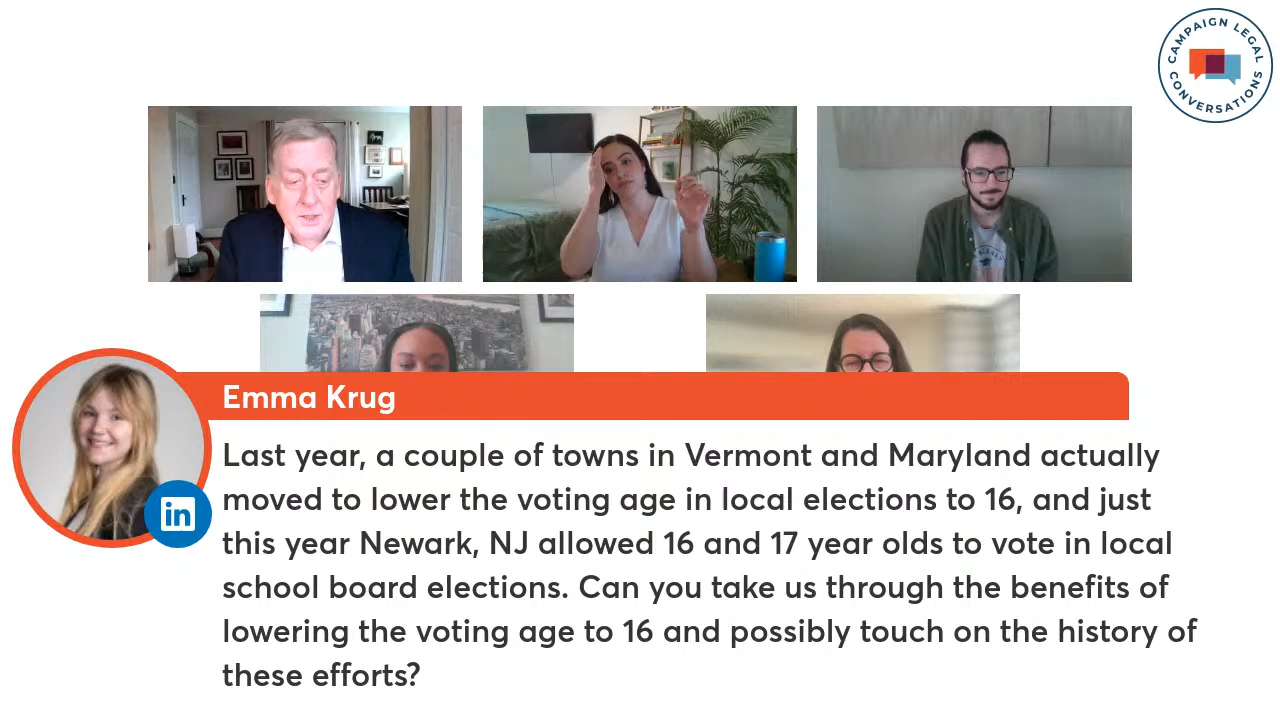 CAMPAIGN LEGAL
CONVERSATIONS
Emma Krug
Last year, a couple of towns in Vermont and Maryland actually
moved to lower the voting age in local elections to 16, and just
this year Newark, NJ allowed 16 and 17 year olds to vote in local
school board elections. Can you take us through the benefits of
lowering the voting age to 16 and possibly touch on the history of
these efforts?
in